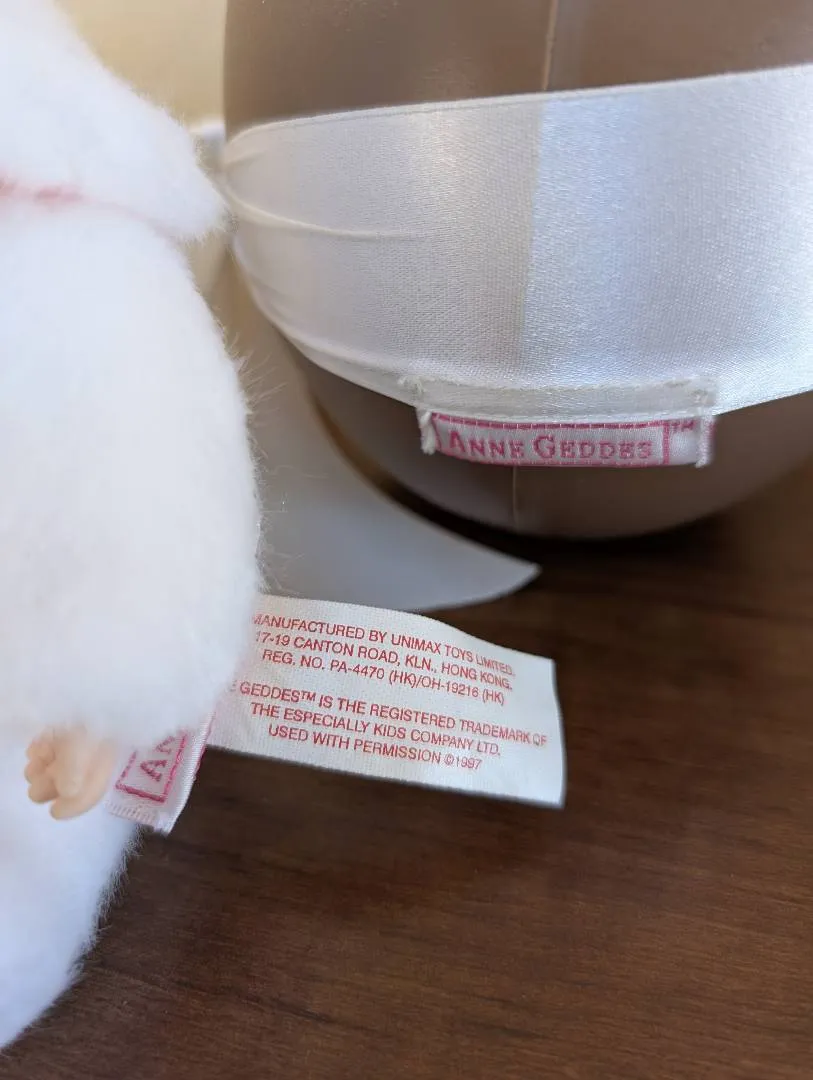 ANNE GEDDES™
MANUFACTURED BY UNIMAX TOYS LIMITED.
17-19 CANTON ROAD, KLN., HONG KONG.
REG. NO. PA-4470 (HK)/OH-19216 (HK)
GEDDES™ IS THE REGISTERED TRADEMARK OF
THE ESPECIALLY KIDS COMPANY LTD.
USED WITH PERMISSION ©1997
AN